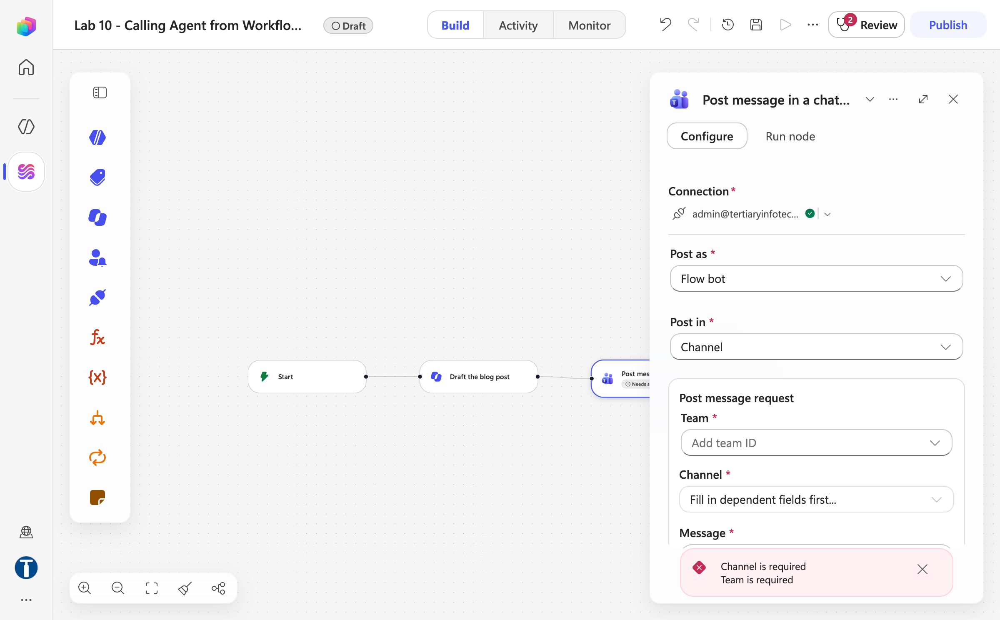 Lab 10 - Calling Agent from Workflo...
Draft
Build
Activity
Monitor
2
Review
Publish
Post message in a chat...
Configure
Run node
Connection *
admin@tertiaryinfotec...
Post as *
Flow bot
Post in *
Channel
Post message request
Team *
Add team ID
Channel *
Fill in dependent fields first...
Message *
Channel is required
Team is required
Start
Draft the blog post
Post mes
Needs s